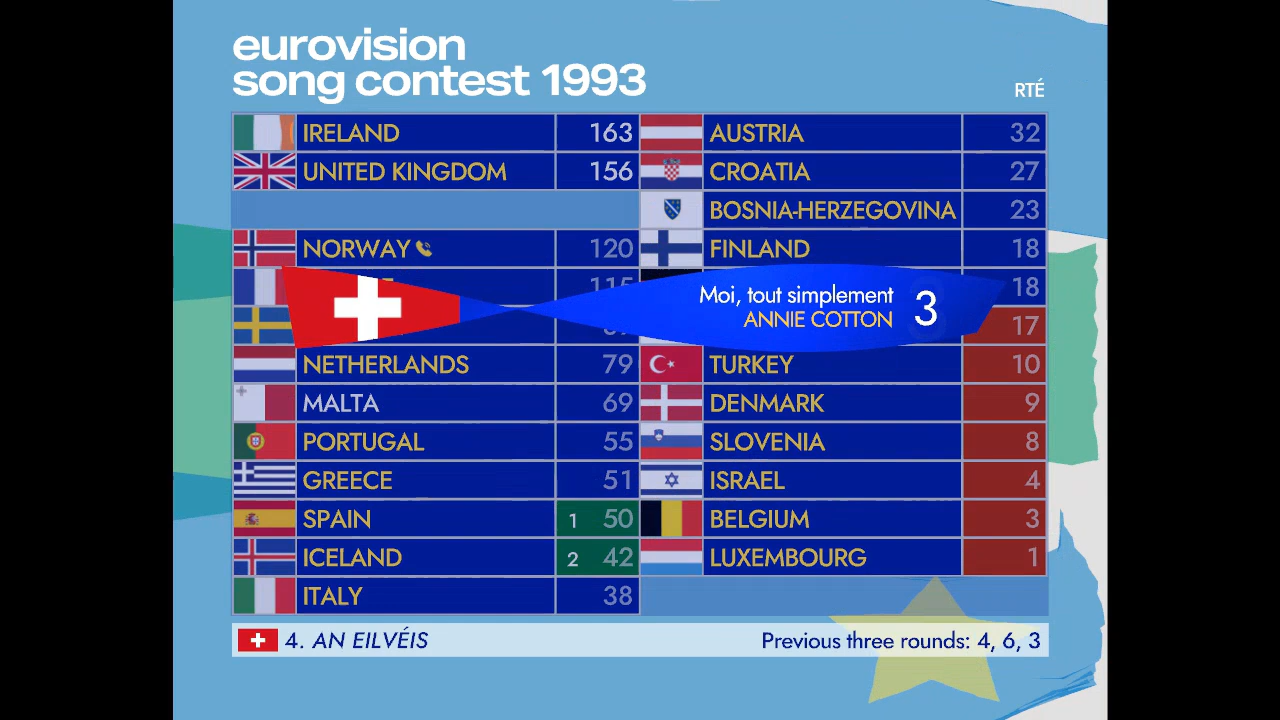 eurovision
song contest 1993
RTÉ
IRELAND 163
UNITED KINGDOM 156
NORWAY 120
115
NETHERLANDS 79
MALTA 69
PORTUGAL 55
GREECE 51
SPAIN 1 50
ICELAND 2 42
ITALY 38
AUSTRIA 32
CROATIA 27
BOSNIA-HERZEGOVINA 23
FINLAND 18
18
17
TURKEY 10
DENMARK 9
SLOVENIA 8
ISRAEL 4
BELGIUM 3
LUXEMBOURG 1
Moi, tout simplement
ANNIE COTTON
3
4. AN EILVÉIS
Previous three rounds: 4, 6, 3